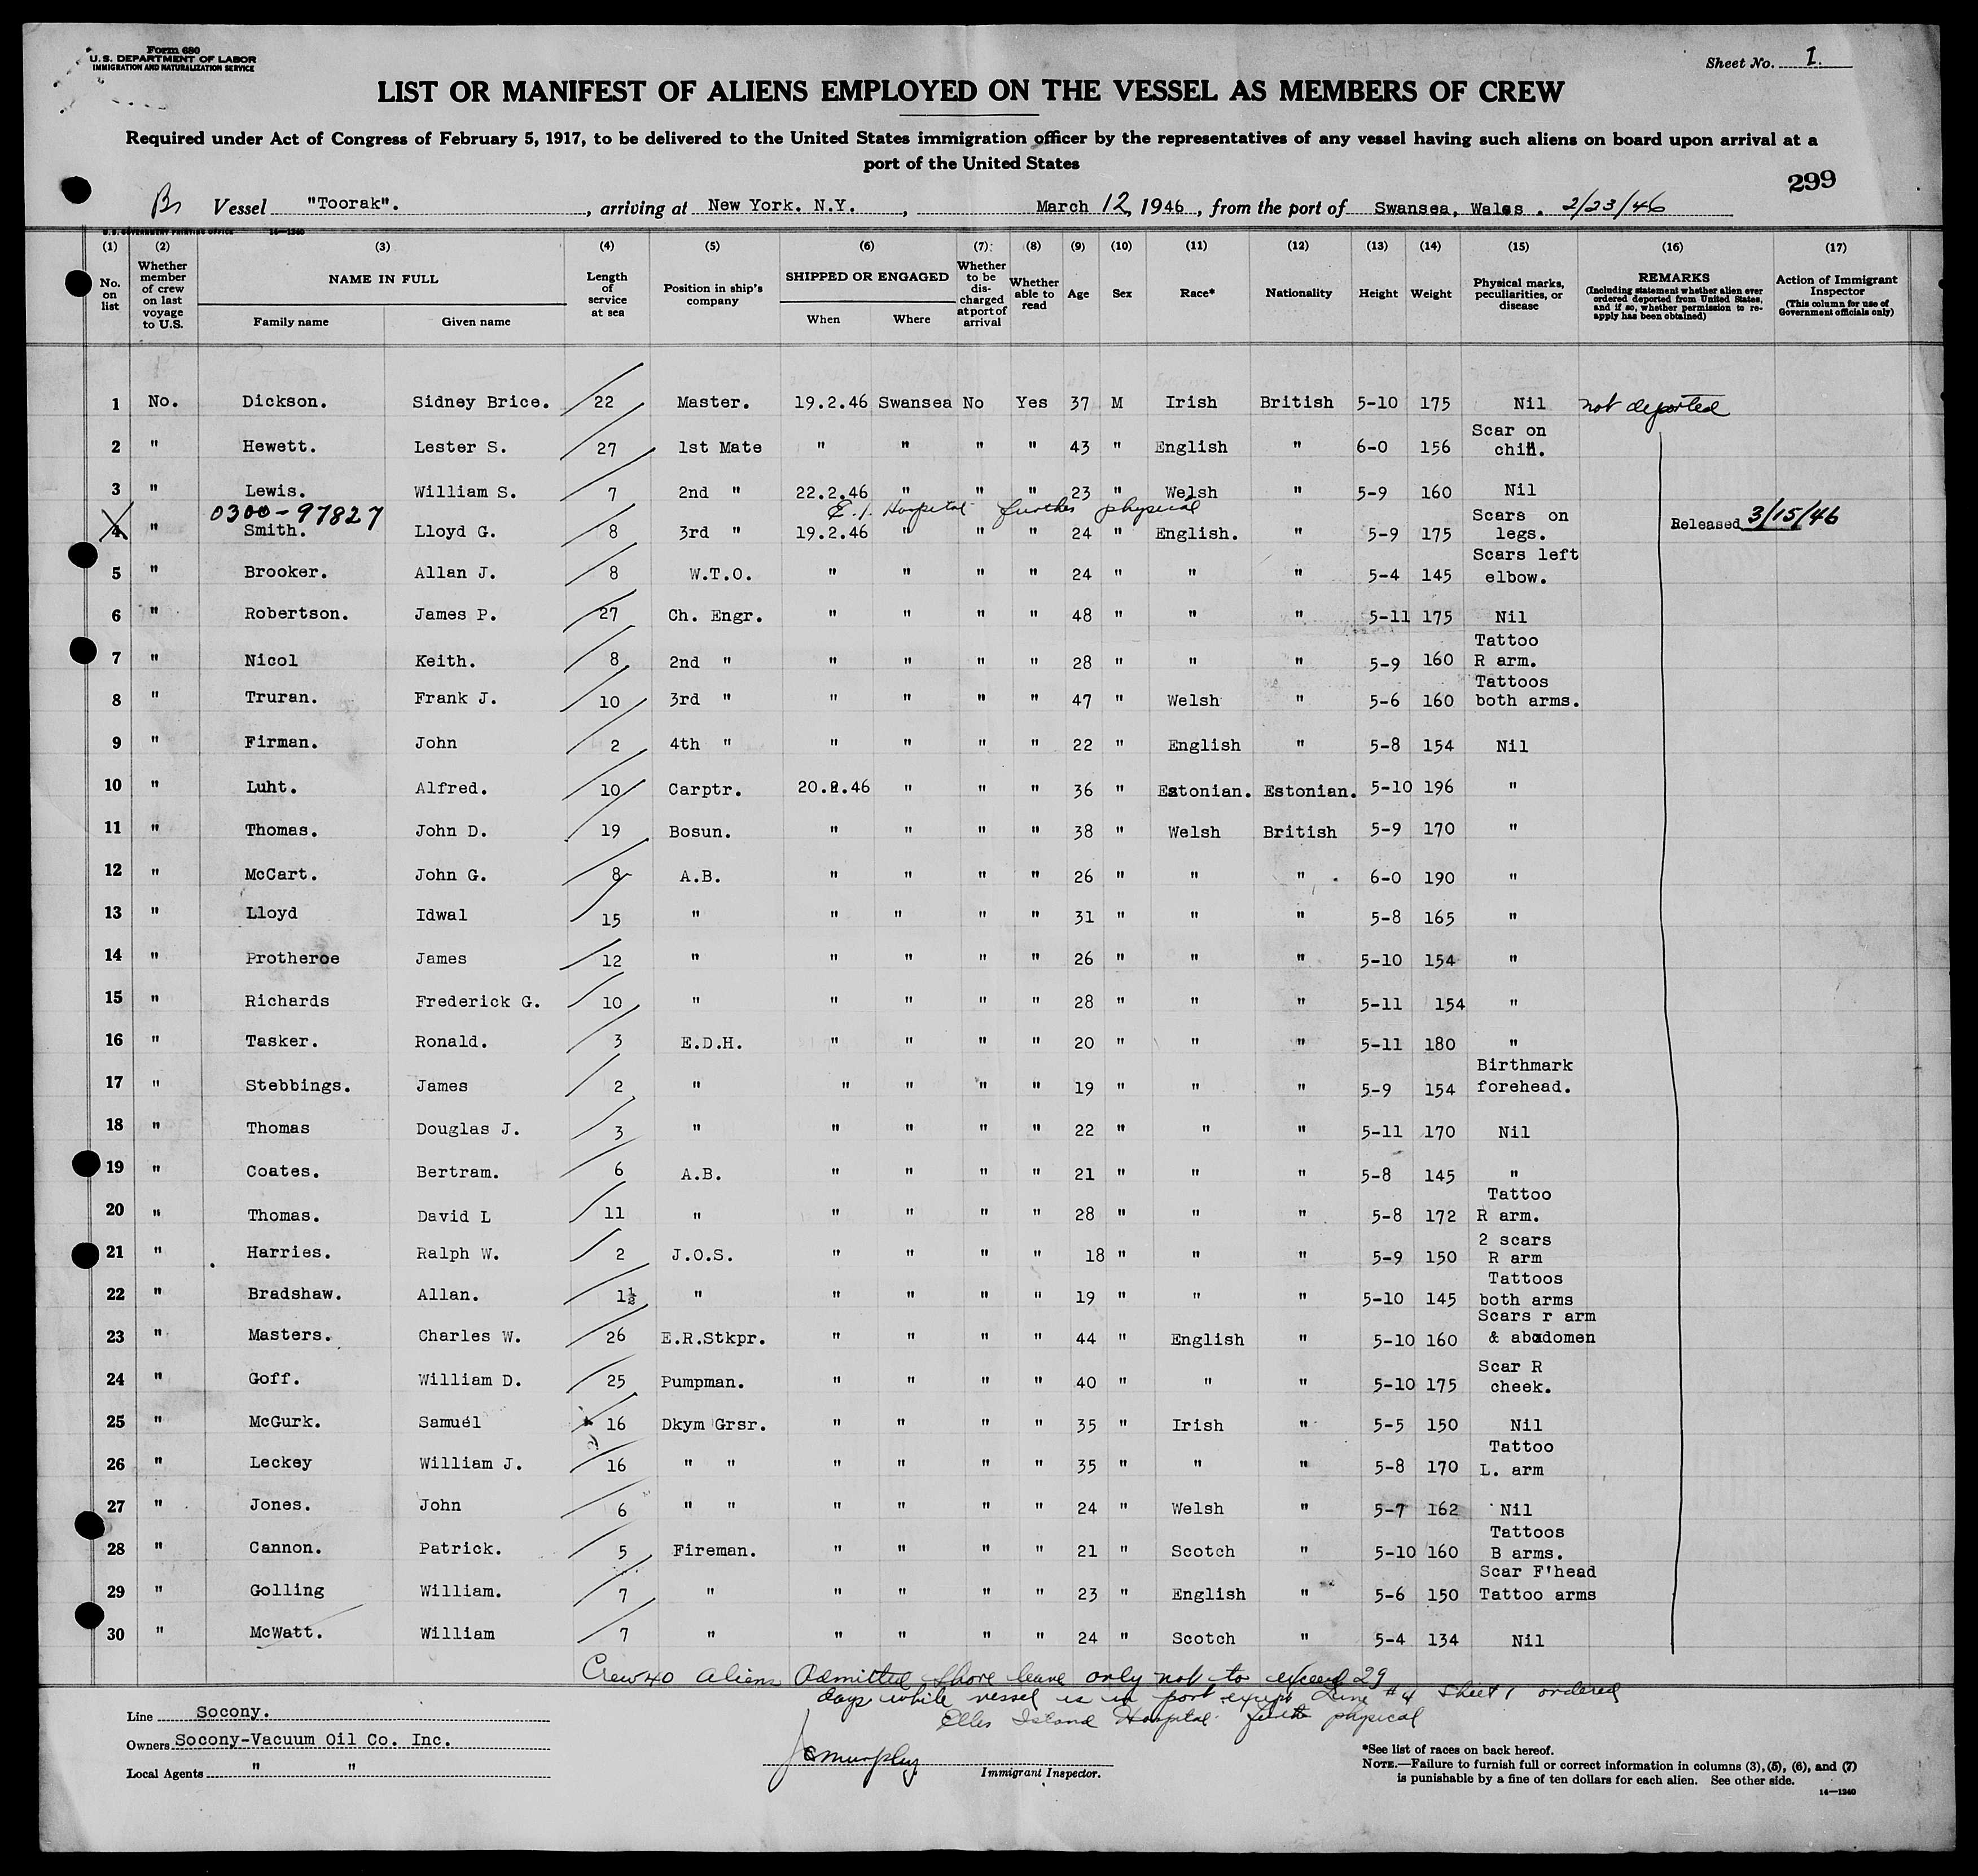 Form 680
U.S. DEPARTMENT OF LABOR
IMMIGRATION AND NATURALIZATION SERVICE
Sheet No. 1.
LIST OR MANIFEST OF ALIENS EMPLOYED ON THE VESSEL AS MEMBERS OF CREW
Required under Act of Congress of February 5, 1917, to be delivered to the United States immigration officer by the representatives of any vessel having such aliens on board upon arrival at a
port of the United States
299
Br Vessel "Toorak". , arriving at New York. N.Y. , March 12, 1946 , from the port of Swansea, Wales . 2/23/46
U.S. GOVERNMENT PRINTING OFFICE 14—1240
(1) (2) (3) (4) (5) (6) (7) (8) (9) (10) (11) (12) (13) (14) (15) (16) (17)
No. on list Whether member of crew on last voyage to U.S. NAME IN FULL Family name Given name Length of service at sea Position in ship's company SHIPPED OR ENGAGED When Where Whether to be discharged at port of arrival Whether able to read Age Sex Race* Nationality Height Weight Physical marks, peculiarities, or disease REMARKS (Including statement whether alien ever ordered deported from United States, and if so, whether permission to re-apply has been obtained) Action of Immigrant Inspector (This column for use of Government officials only)
1 No. Dickson. Sidney Brice. 22 Master. 19.2.46 Swansea No Yes 37 M Irish British 5-10 175 Nil not deported
2 " Hewett. Lester S. 27 1st Mate " " " " 43 " English " 6-0 156 Scar on chin.
3 " Lewis. William S. 7 2nd " 22.2.46 " " " 23 " Welsh " 5-9 160 Nil
0300-97827 E.I. Hospital further physical
4 " Smith. Lloyd G. 8 3rd " 19.2.46 " " " 24 " English. " 5-9 175 Scars on legs. Released 3/15/46
5 " Brooker. Allan J. 8 W.T.O. " " " " 24 " " " 5-4 145 Scars left elbow.
6 " Robertson. James P. 27 Ch. Engr. " " " " 48 " " " 5-11 175 Nil
7 " Nicol Keith. 8 2nd " " " " " 28 " " " 5-9 160 Tattoo R arm.
8 " Truran. Frank J. 10 3rd " " " " " 47 " Welsh " 5-6 160 Tattoos both arms.
9 " Firman. John 2 4th " " " " " 22 " English " 5-8 154 Nil
10 " Luht. Alfred. 10 Carptr. 20.2.46 " " " 36 " Estonian. Estonian. 5-10 196 "
11 " Thomas. John D. 19 Bosun. " " " " 38 " Welsh British 5-9 170 "
12 " McCart. John G. 8 A.B. " " " " 26 " " " 6-0 190 "
13 " Lloyd Idwal 15 " " " " " 31 " " " 5-8 165 "
14 " Protheroe James 12 " " " " " 26 " " " 5-10 154 "
15 " Richards Frederick G. 10 " " " " " 28 " " " 5-11 154 "
16 " Tasker. Ronald. 3 E.D.H. " " " " 20 " " " 5-11 180 "
17 " Stebbings. James 2 " " " " " 19 " " " 5-9 154 Birthmark forehead.
18 " Thomas Douglas J. 3 " " " " " 22 " " " 5-11 170 Nil
19 " Coates. Bertram. 6 A.B. " " " " 21 " " " 5-8 145 "
20 " Thomas. David L 11 " " " " " 28 " " " 5-8 172 Tattoo R arm.
21 " Harries. Ralph W. 2 J.O.S. " " " " 18 " " " 5-9 150 2 scars R arm
22 " Bradshaw. Allan. 1½ " " " " " 19 " " " 5-10 145 Tattoos both arms
23 " Masters. Charles W. 26 E.R.Stkpr. " " " " 44 " English " 5-10 160 Scars r arm & abodomen
24 " Goff. William D. 25 Pumpman. " " " " 40 " " " 5-10 175 Scar R cheek.
25 " McGurk. Samuel 16 Dkym Grsr. " " " " 35 " Irish " 5-5 150 Nil
26 " Leckey William J. 16 " " " " " " 35 " " " 5-8 170 Tattoo L. arm
27 " Jones. John 6 " " " " " " 24 " Welsh " 5-7 162 Nil
28 " Cannon. Patrick. 5 Fireman. " " " " 21 " Scotch " 5-10 160 Tattoos B arms.
29 " Golling William. 7 " " " " " 23 " English " 5-6 150 Scar F'head Tattoo arms
30 " McWatt. William 7 " " " " " 24 " Scotch " 5-4 134 Nil
Crew 40 aliens Admitted shore leave only not to exceed 29
days while vessel is in port except Line #4 Sheet 1 ordered
Ellis Island Hospital further physical
Line Socony.
Owners Socony-Vacuum Oil Co. Inc.
Local Agents " "
Murphy
Immigrant Inspector.
*See list of races on back hereof.
NOTE.—Failure to furnish full or correct information in columns (3), (5), (6), and (7)
is punishable by a fine of ten dollars for each alien. See other side.
14—1240